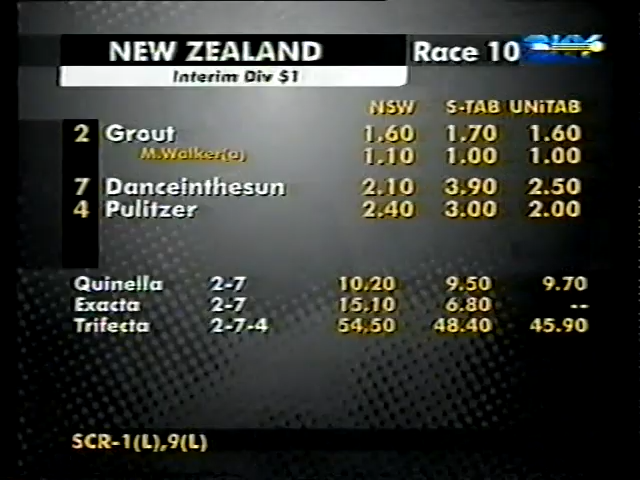 NEW ZEALAND Race 10 SKY
Interim Div $1
NSW S-TAB UNiTAB
2 Grout 1.60 1.70 1.60
M.Walker(a) 1.10 1.00 1.00
7 Danceinthesun 2.10 3.90 2.50
4 Pulitzer 2.40 3.00 2.00
Quinella 2-7 10.20 9.50 9.70
Exacta 2-7 15.10 6.80 --
Trifecta 2-7-4 54.50 48.40 45.90
SCR-1(L),9(L)